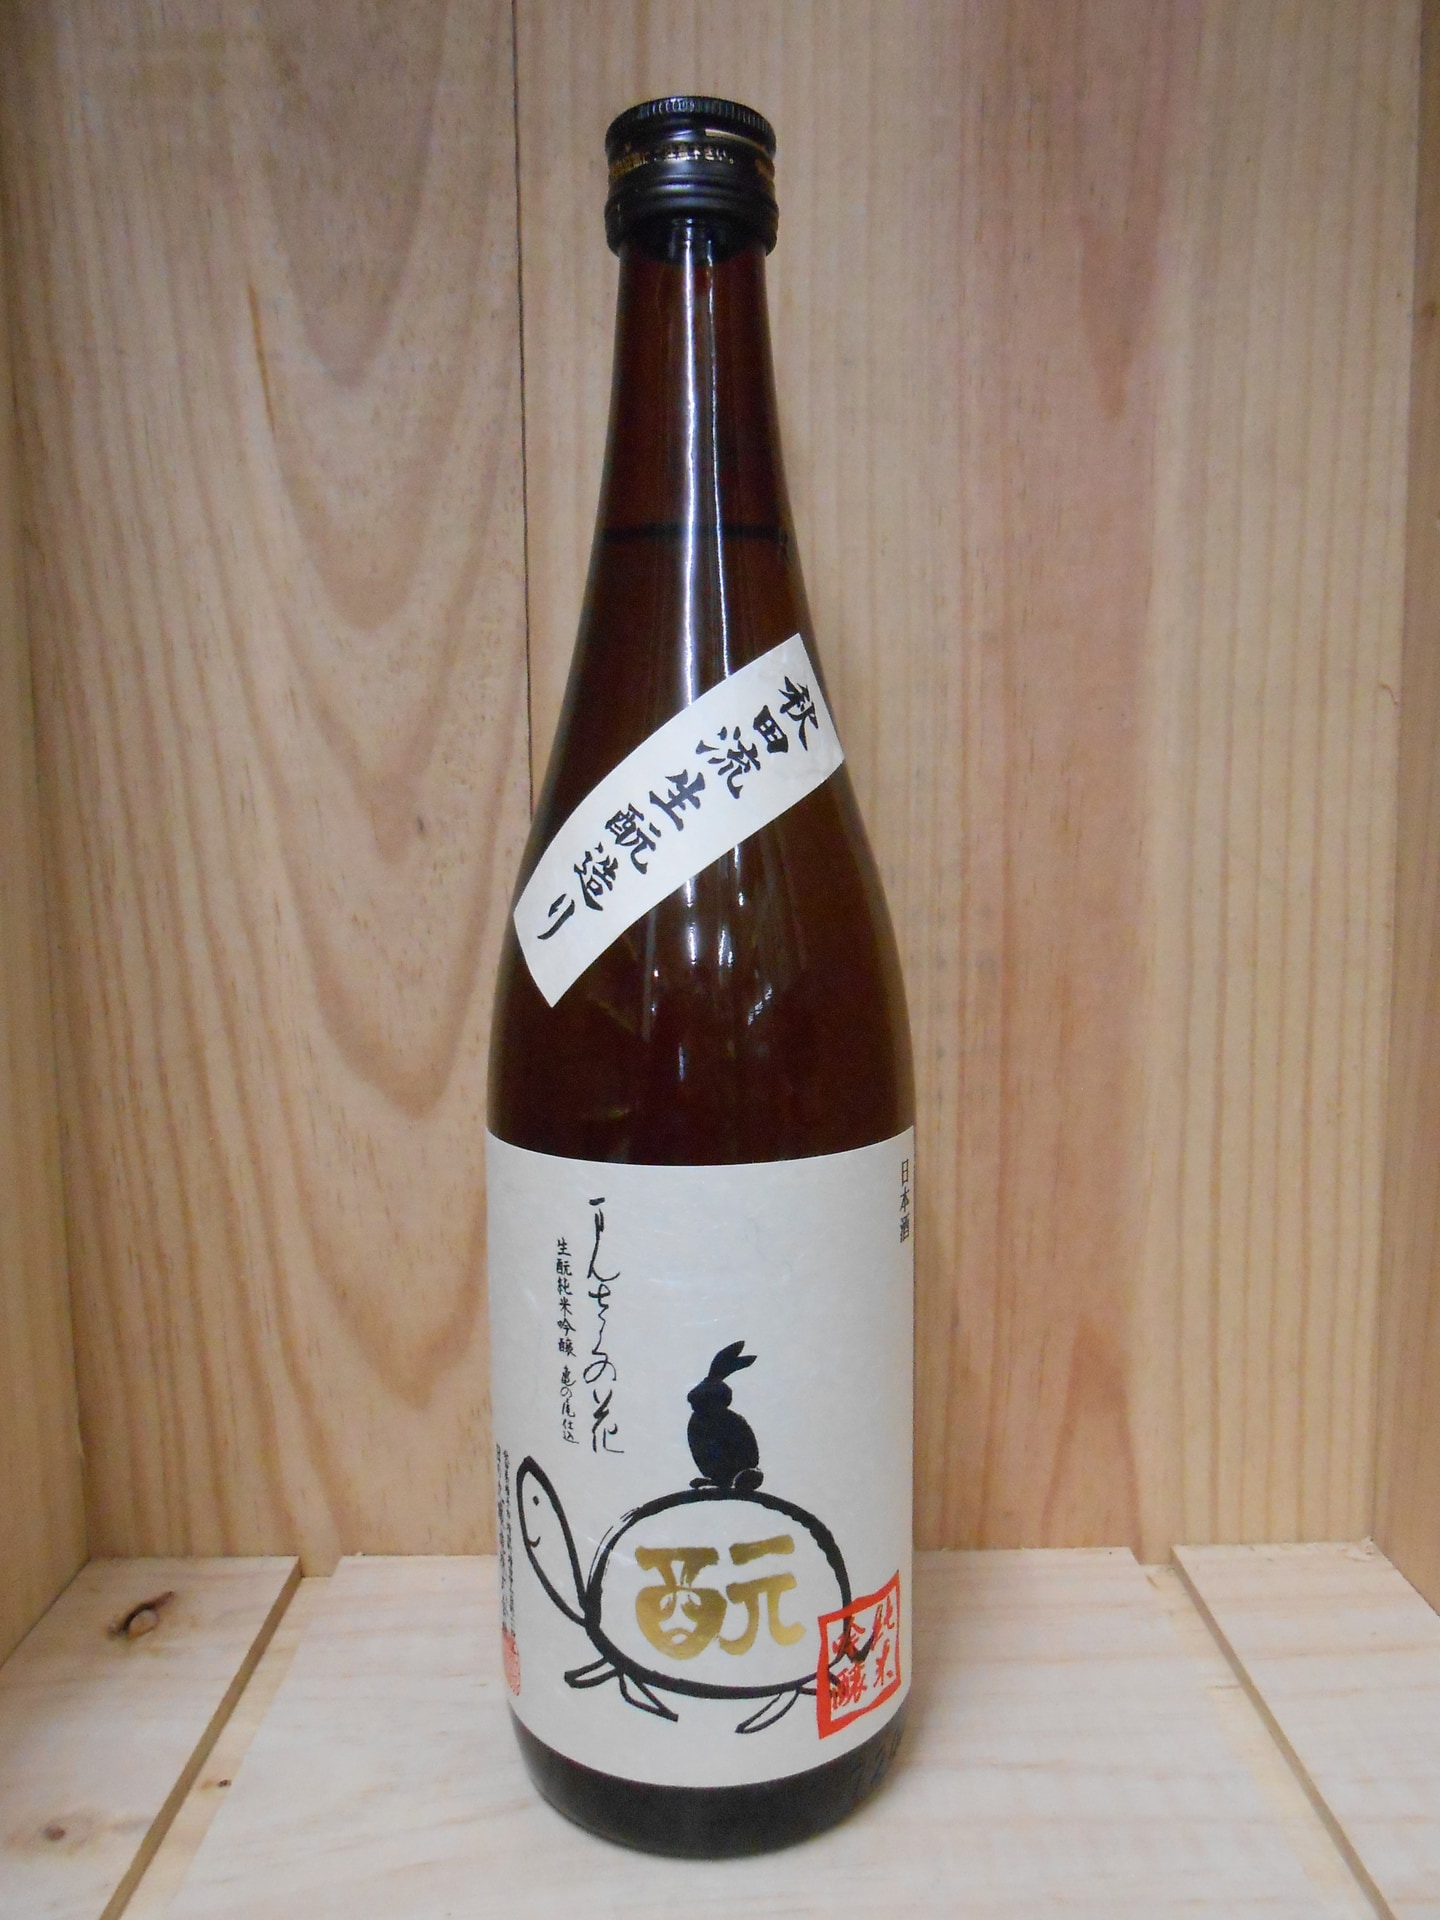 秋田流生酛造り
日本酒
まんさくの花
生酛純米吟醸 亀の尾仕込
酛
純米
吟醸